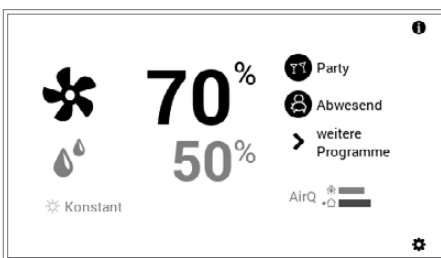 70%
50%
Konstant
Party
Abwesend
weitere
Programme
AirQ